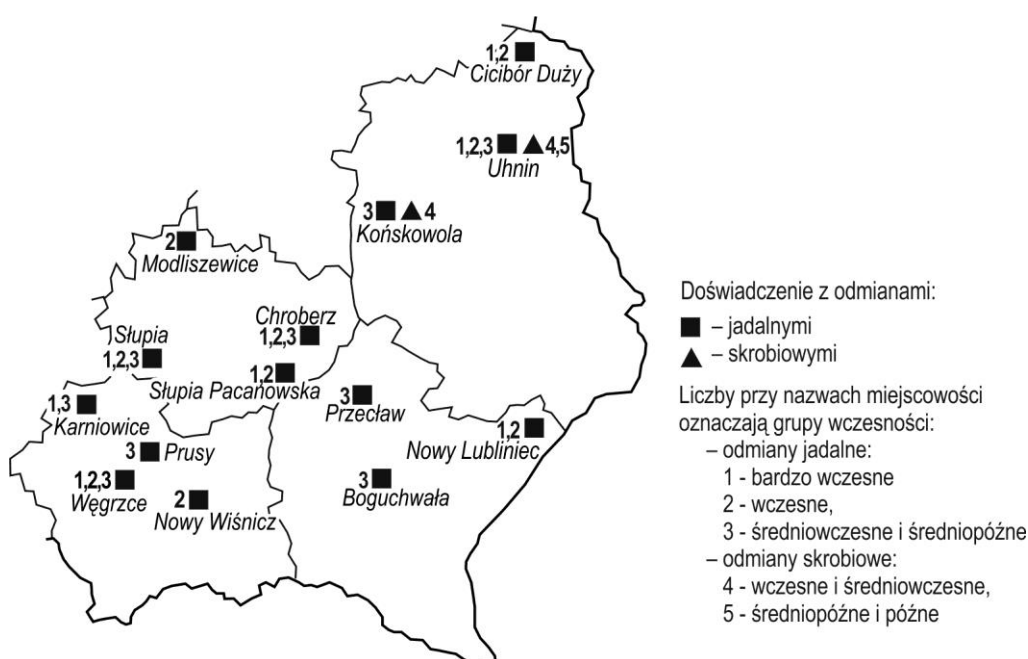 1,2
Cicibór Duży
1,2,3 4,5
Uhnin
3 4
Końskowola
2
Modliszewice
Chroberz
1,2,3
Słupia
1,2,3
1,2
Słupia Pacanowska
3
Przecław
1,3
Karniowice
1,2
Nowy Lubliniec
3 Prusy
1,2,3
Węgrzce
3
Boguchwała
2
Nowy Wiśnicz
Doświadczenie z odmianami:
– jadalnymi
– skrobiowymi
Liczby przy nazwach miejscowości
oznaczają grupy wczesności:
– odmiany jadalne:
1 - bardzo wczesne
2 - wczesne,
3 - średniowczesne i średniopóźne
– odmiany skrobiowe:
4 - wczesne i średniowczesne,
5 - średniopóźne i późne